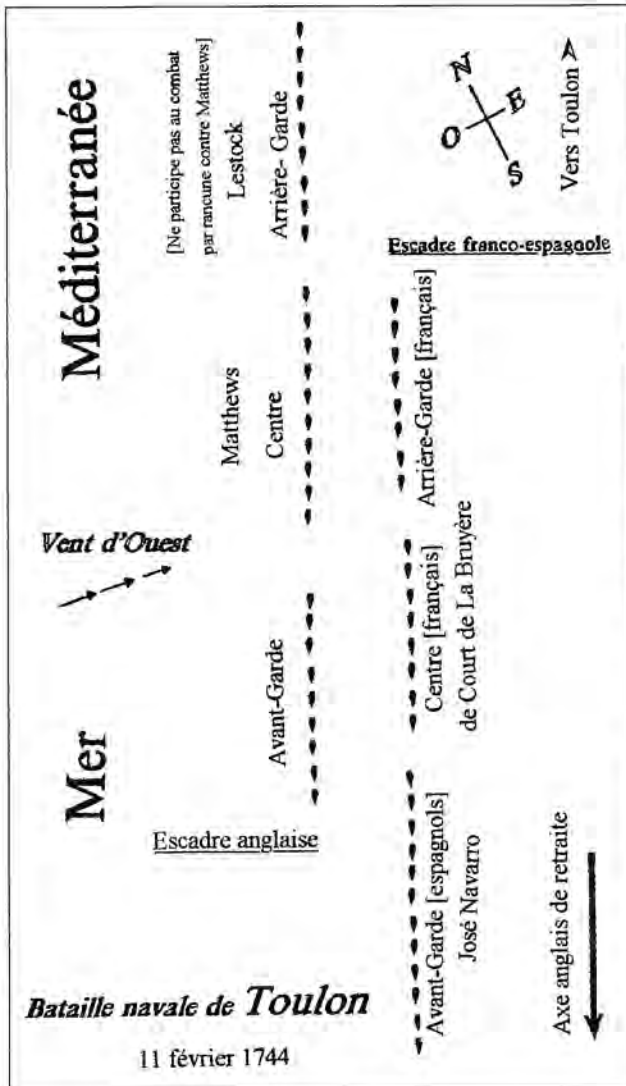 Mer Méditerranée
[Ne participe pas au combat
par rancune contre Matthews]
Lestock
Arrière- Garde
N
E
O
S
Vers Toulon
Escadre franco-espagnole
Matthews
Centre
Arrière-Garde [français]
Vent d'Ouest
Avant-Garde
Centre [français]
de Court de La Bruyère
Escadre anglaise
Avant-Garde [espagnols]
José Navarro
Axe anglais de retraite
Bataille navale de Toulon
11 février 1744